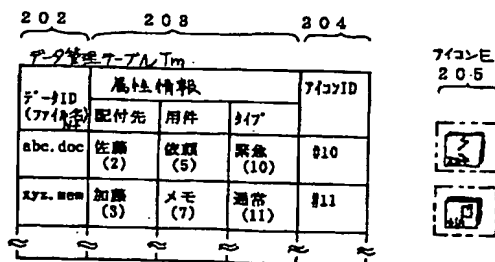 202 203 204
データ管理テーブルTm
アイコンE
205
データID
(ファイル名)
属性情報
アイコンID
配付先 用件 タイプ
abc.doc 佐藤 依頼 緊急 #10
(2) (5) (10)
xyz.mem 加藤 メモ 通常 #11
(3) (7) (11)